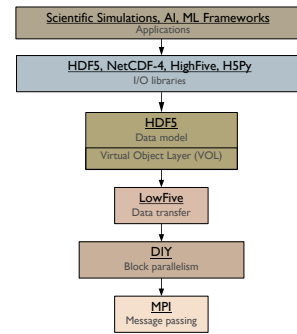 Scientific Simulations, AI, ML Frameworks
Applications
HDF5, NetCDF-4, HighFive, H5Py
I/O libraries
HDF5
Data model
Virtual Object Layer (VOL)
LowFive
Data transfer
DIY
Block parallelism
MPI
Message passing